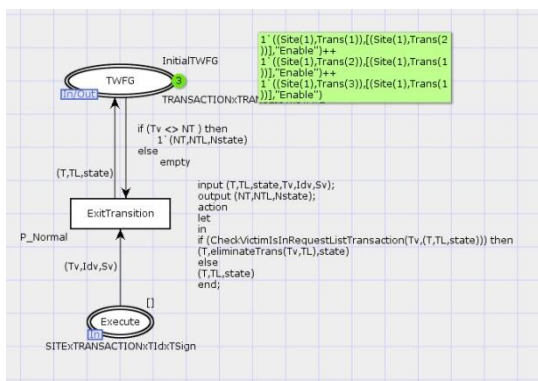 InitialTWFG
TWFG
3
In/Out
1`((Site(1),Trans(1)),[(Site(1),Trans(2
))],"Enable")++
1`((Site(1),Trans(2)),[(Site(1),Trans(1
))],"Enable")++
1`((Site(1),Trans(3)),[(Site(1),Trans(1
))],"Enable")
if (Tv <> NT ) then
1`(NT,NTL,Nstate)
else
empty
(T,TL,state)
ExitTransition
P_Normal
input (T,TL,state,Tv,Idv,Sv);
output (NT,NTL,Nstate);
action
let
in
if (CheckVictimIsInRequestListTransaction(Tv,(T,TL,state))) then
(T,eliminateTrans(Tv,TL),state)
else
(T,TL,state)
end;
(Tv,Idv,Sv)
[]
Execute
In
SITExTRANSACTIONxTIdxTSign